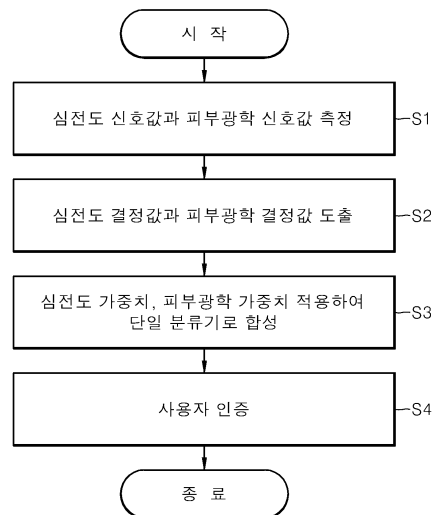 시 작
심전도 신호값과 피부광학 신호값 측정
S1
심전도 결정값과 피부광학 결정값 도출
S2
심전도 가중치, 피부광학 가중치 적용하여
단일 분류기로 합성
S3
사용자 인증
S4
종 료